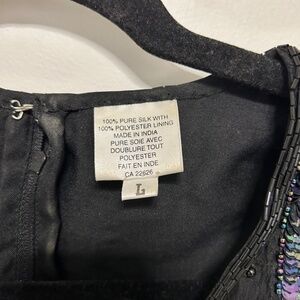 100% PURE SILK WITH
100% POLYESTER LINING
MADE IN INDIA
PURE SOIE AVEC
DOUBLURE TOUT
POLYESTER
FAIT EN INDE
CA 22626
L